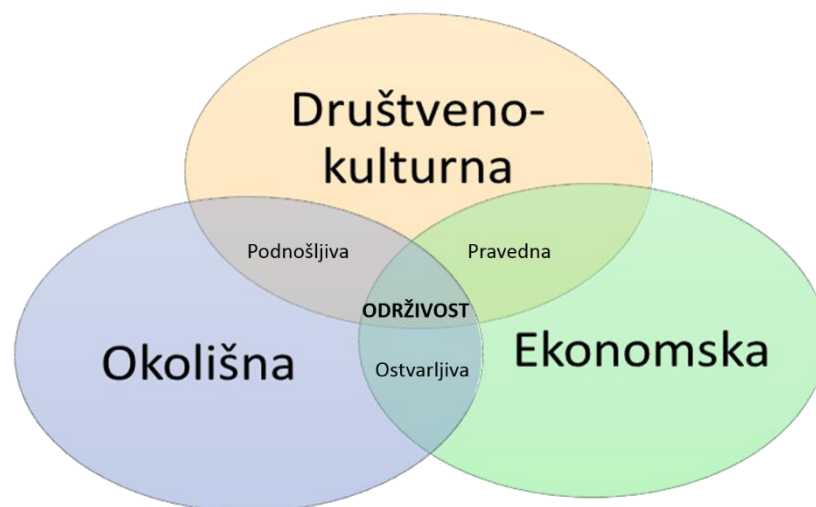 Društveno-
kulturna
Podnošljiva
Pravedna
ODRŽIVOST
Okolišna
Ostvarljiva
Ekonomska